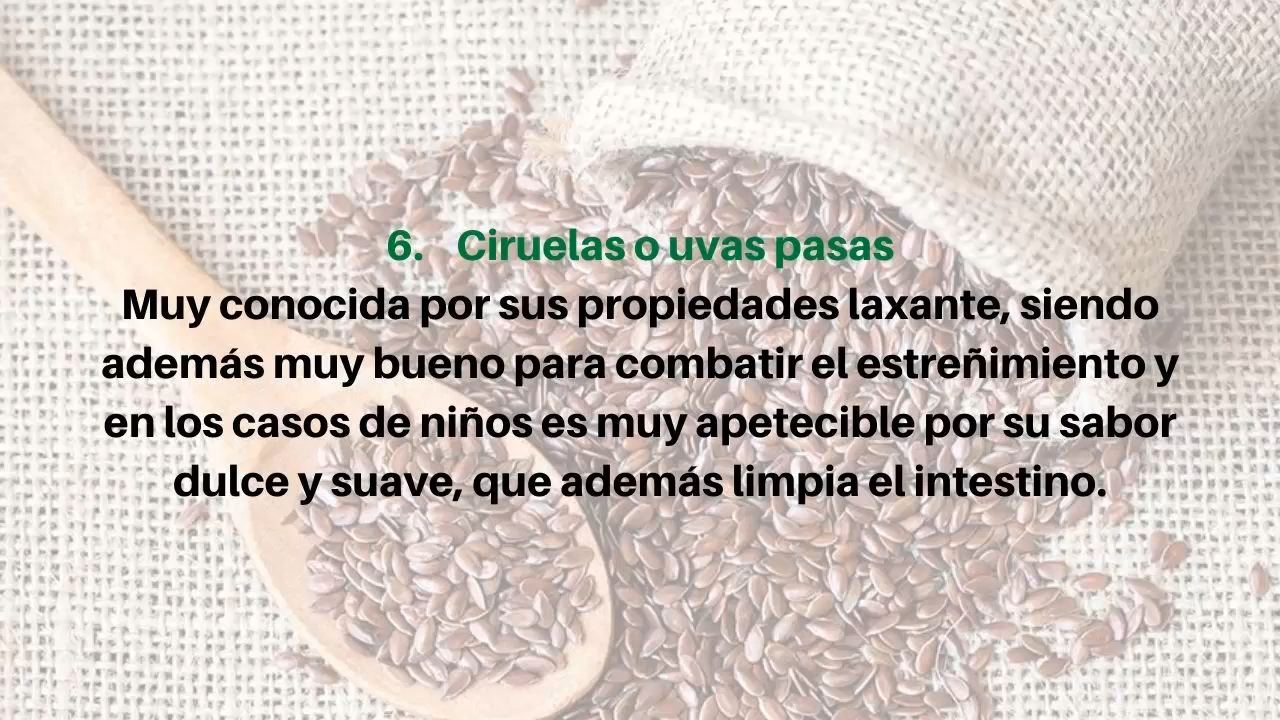 6. Ciruelas o uvas pasas
Muy conocida por sus propiedades laxante, siendo
además muy bueno para combatir el estreñimiento y
en los casos de niños es muy apetecible por su sabor
dulce y suave, que además limpia el intestino.